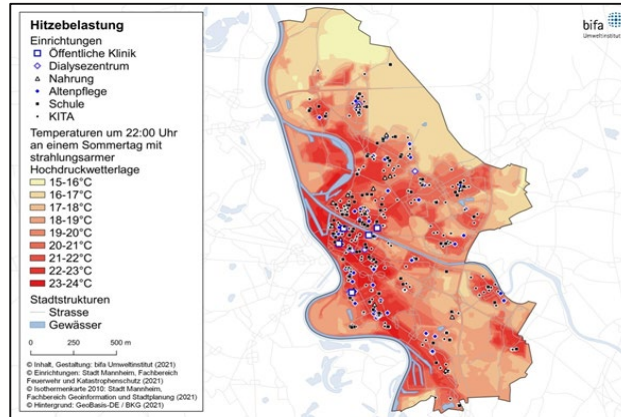 Hitzebelastung
Einrichtungen
Öffentliche Klinik
Dialysezentrum
Nahrung
Altenpflege
Schule
KITA
Temperaturen um 22:00 Uhr
an einem Sommertag mit
strahlungsarmer
Hochdruckwetterlage
15-16°C
16-17°C
17-18°C
18-19°C
19-20°C
20-21°C
21-22°C
22-23°C
23-24°C
Stadtstrukturen
Strasse
Gewässer
0 250 500 m
© Inhalt, Gestaltung: bifa Umweltinstitut (2021)
© Einrichtungen: Stadt Mannheim, Fachbereich
Feuerwehr und Katastrophenschutz (2021)
© Isothermenkarte 2010: Stadt Mannheim,
Fachbereich Geoinformation und Stadtplanung (2021)
© Hintergrund: GeoBasis-DE / BKG (2021)
bifa
Umweltinstitut